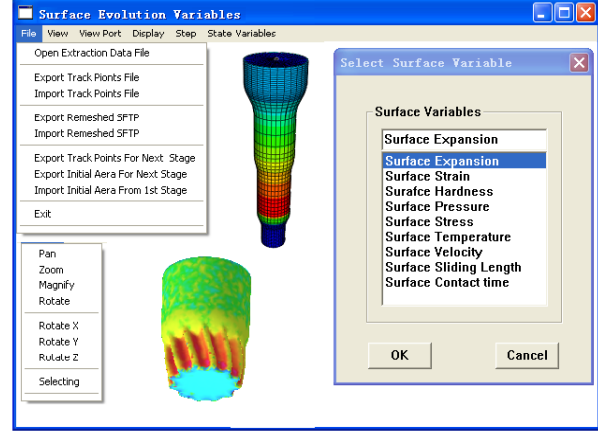 Surface Evolution Variables
File View View Port Display Step State Variables
Open Extraction Data File
Export Track Pionts File
Import Track Points File
Export Remeshed SFTP
Import Remeshed SFTP
Export Track Points For Next Stage
Export Initial Aera For Next Stage
Import Initial Aera From 1st Stage
Exit
Pan
Zoom
Magnify
Rotate
Rotate X
Rotate Y
Rotate Z
Selecting
Select Surface Variable
Surface Variables
Surface Expansion
Surface Expansion
Surface Strain
Surafce Hardness
Surface Pressure
Surface Stress
Surface Temperature
Surface Velocity
Surface Sliding Length
Surface Contact time
OK Cancel